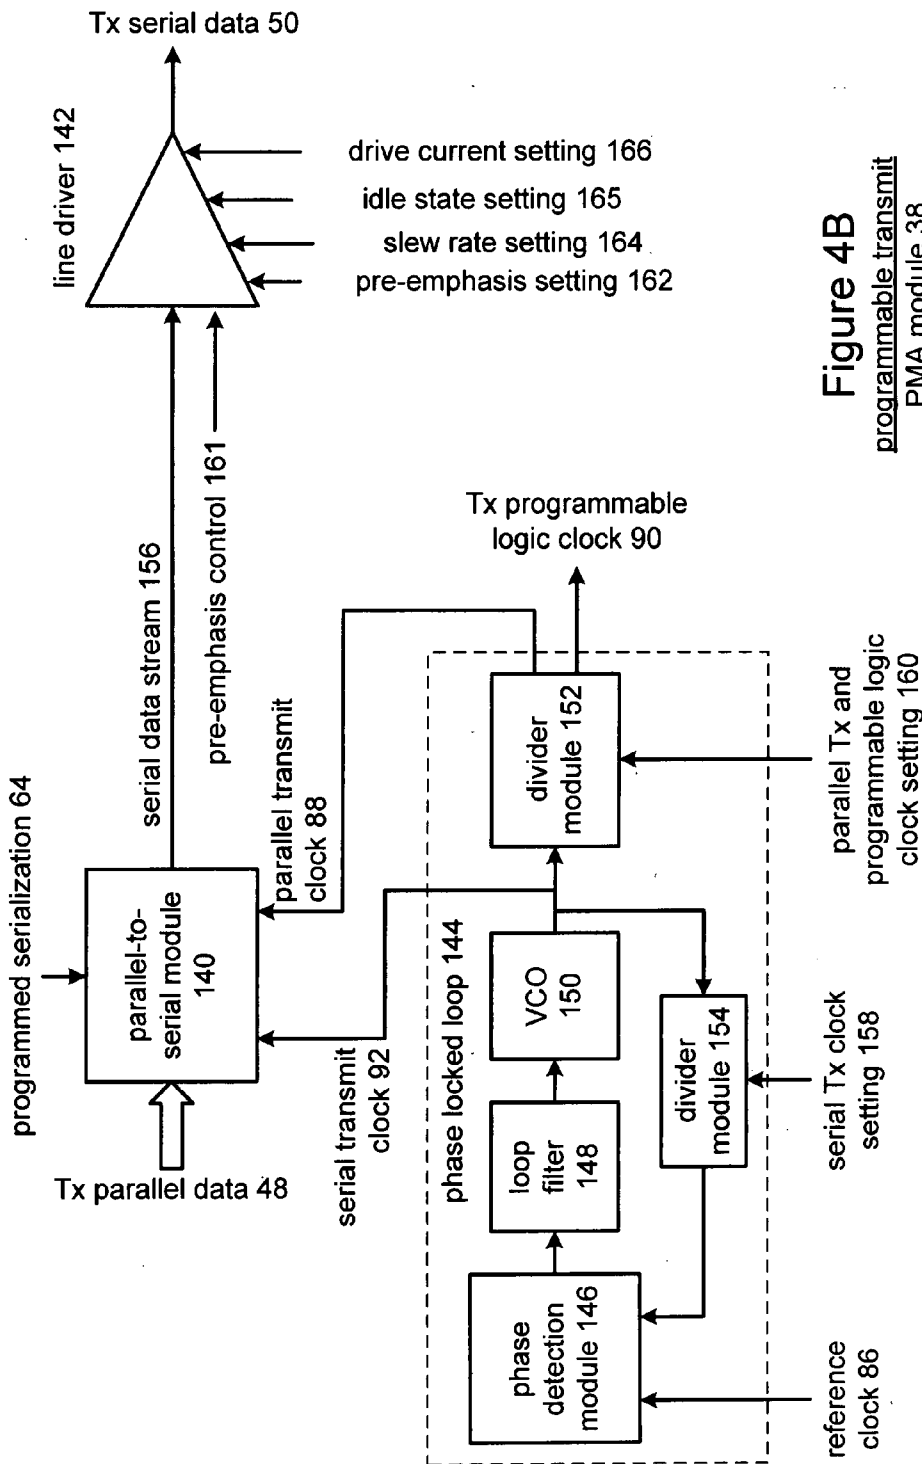 Tx serial data 50
line driver 142
drive current setting 166
idle state setting 165
slew rate setting 164
pre-emphasis setting 162
serial data stream 156
pre-emphasis control 161
programmed serialization 64
parallel-to-
serial module
140
Tx parallel data 48
parallel transmit
clock 88
serial transmit
clock 92
Tx programmable
logic clock 90
phase locked loop 144
divider
module 152
VCO
150
loop
filter
148
phase
detection
module 146
divider
module 154
parallel Tx and
programmable logic
clock setting 160
serial Tx clock
setting 158
reference
clock 86
Figure 4B
programmable transmit
PMA module 38